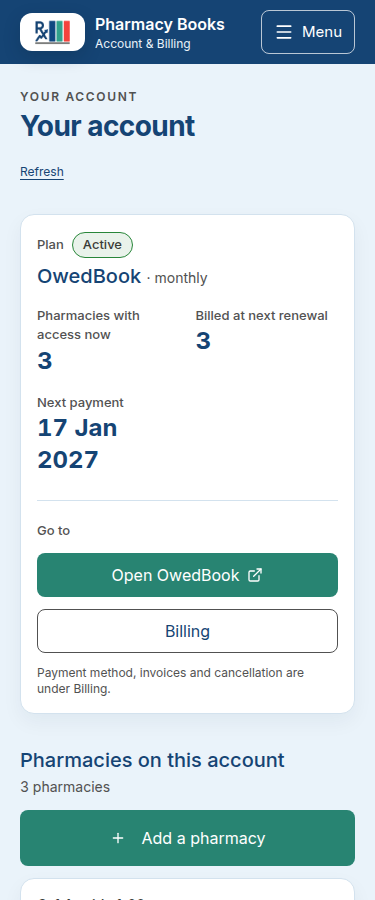 Rx
Pharmacy Books
Account & Billing
Menu
YOUR ACCOUNT
Your account
Refresh
Plan Active
OwedBook · monthly
Pharmacies with
access now
3
Billed at next renewal
3
Next payment
17 Jan
2027
Go to
Open OwedBook
Billing
Payment method, invoices and cancellation are
under Billing.
Pharmacies on this account
3 pharmacies
+ Add a pharmacy